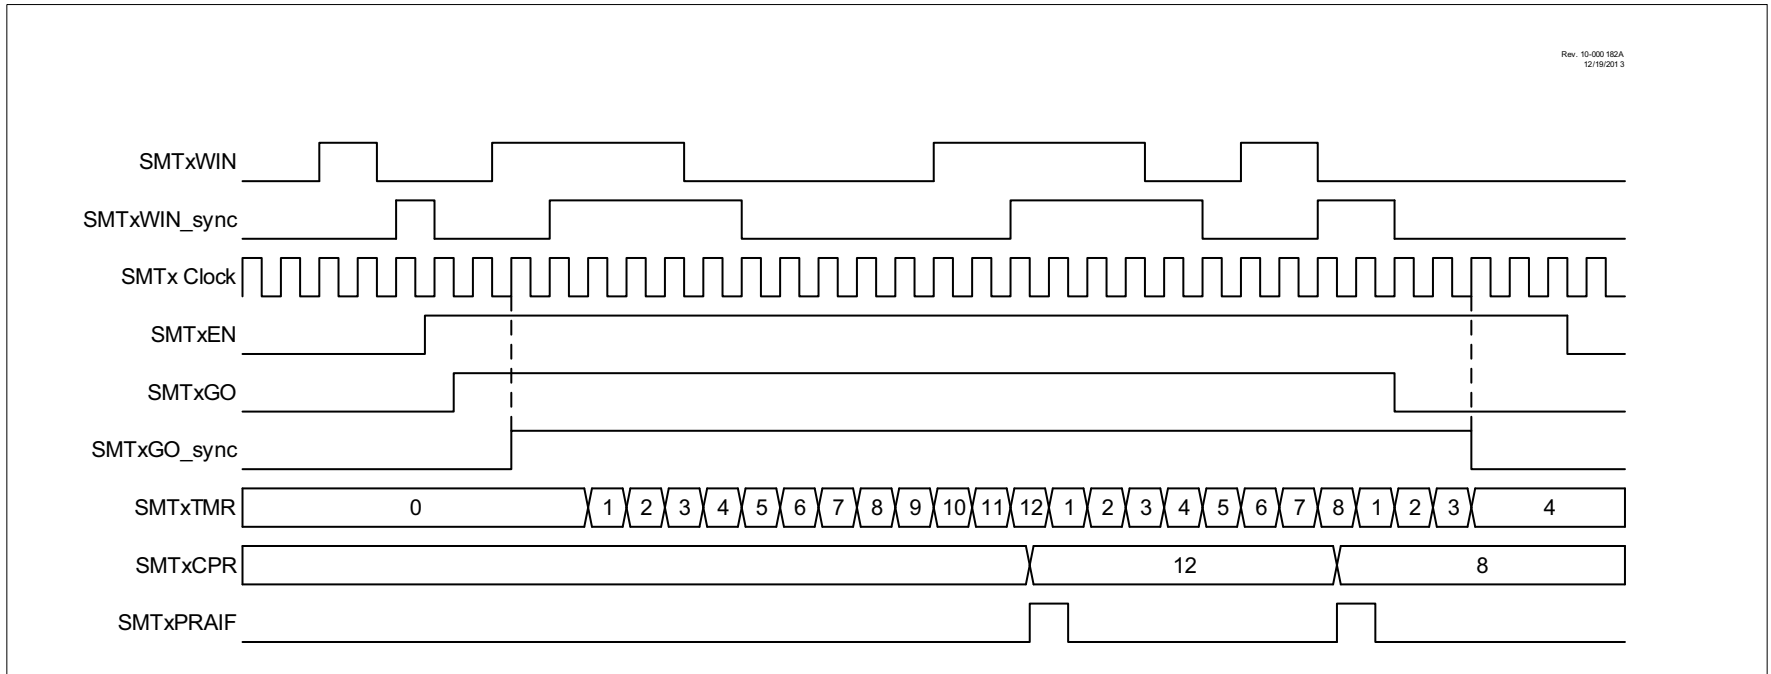 Rev. 10-000 182A
12/19/201 3
SMTxWIN
SMTxWIN_sync
SMTx Clock
SMTxEN
SMTxGO
SMTxGO_sync
SMTxTMR 0 1 2 3 4 5 6 7 8 9 10 11 12 1 2 3 4 5 6 7 8 1 2 3 4
SMTxCPR 12 8
SMTxPRAIF